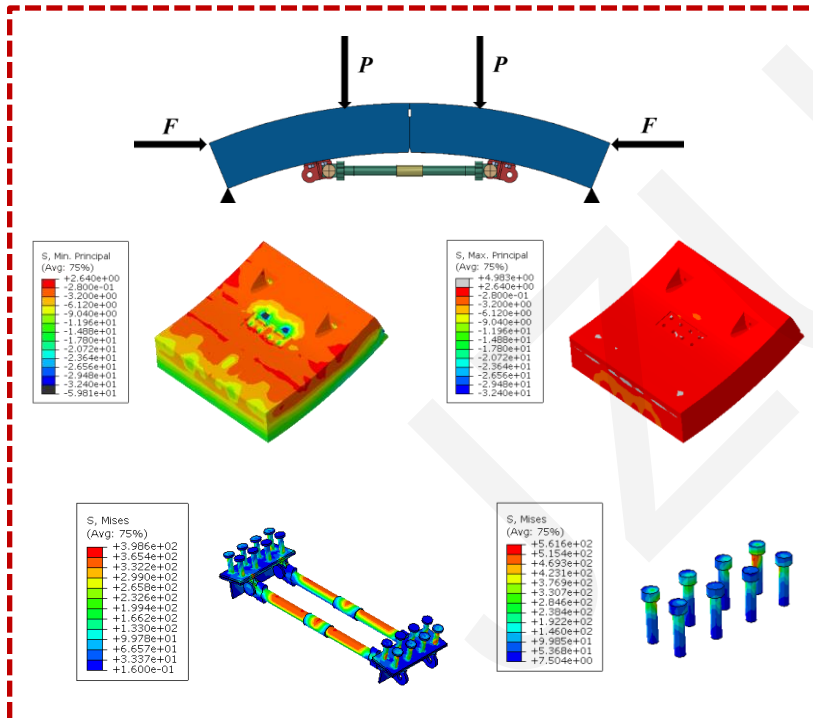 P
P
F
F
S, Min. Principal
(Avg: 75%)
+2.640e+00
-2.800e-01
-3.200e+00
-6.120e+00
-9.040e+00
-1.196e+01
-1.488e+01
-1.780e+01
-2.072e+01
-2.364e+01
-2.656e+01
-2.948e+01
-3.240e+01
-5.981e+01
S, Max. Principal
(Avg: 75%)
+4.983e+00
+2.640e+00
-2.800e-01
-3.200e+00
-6.120e+00
-9.040e+00
-1.196e+01
-1.488e+01
-1.780e+01
-2.072e+01
-2.364e+01
-2.656e+01
-2.948e+01
-3.240e+01
S, Mises
(Avg: 75%)
+3.986e+02
+3.654e+02
+3.322e+02
+2.990e+02
+2.658e+02
+2.326e+02
+1.994e+02
+1.662e+02
+1.330e+02
+9.978e+01
+6.657e+01
+3.337e+01
+1.600e-01
S, Mises
(Avg: 75%)
+5.616e+02
+5.154e+02
+4.693e+02
+4.231e+02
+3.769e+02
+3.307e+02
+2.846e+02
+2.384e+02
+1.922e+02
+1.460e+02
+9.985e+01
+5.368e+01
+7.504e+00